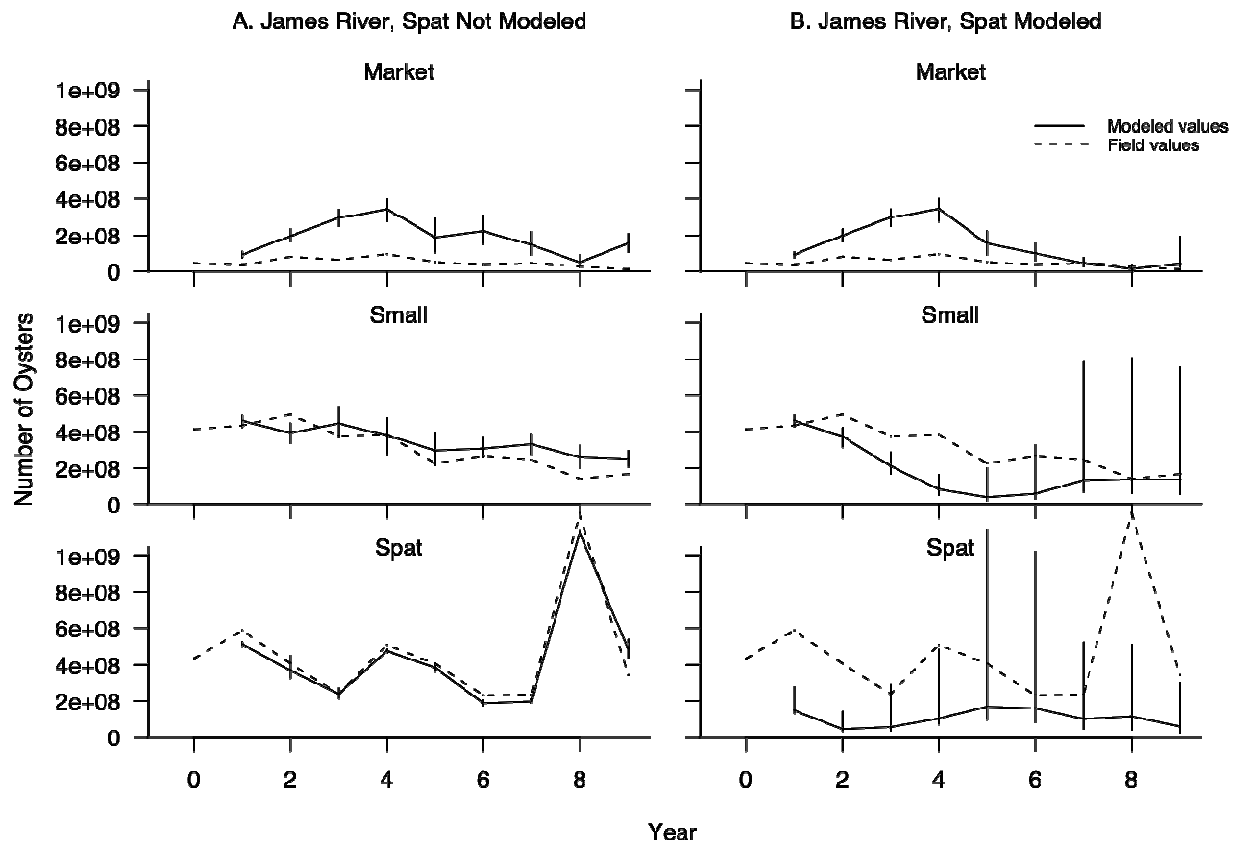 A. James River, Spat Not Modeled
B. James River, Spat Modeled
Market
1e+09
8e+08
6e+08
4e+08
2e+08
0
Market
Modeled values
Field values
Number of Oysters
Small
1e+09
8e+08
6e+08
4e+08
2e+08
0
Small
Spat
1e+09
8e+08
6e+08
4e+08
2e+08
0
Spat
0 2 4 6 8
0 2 4 6 8
Year